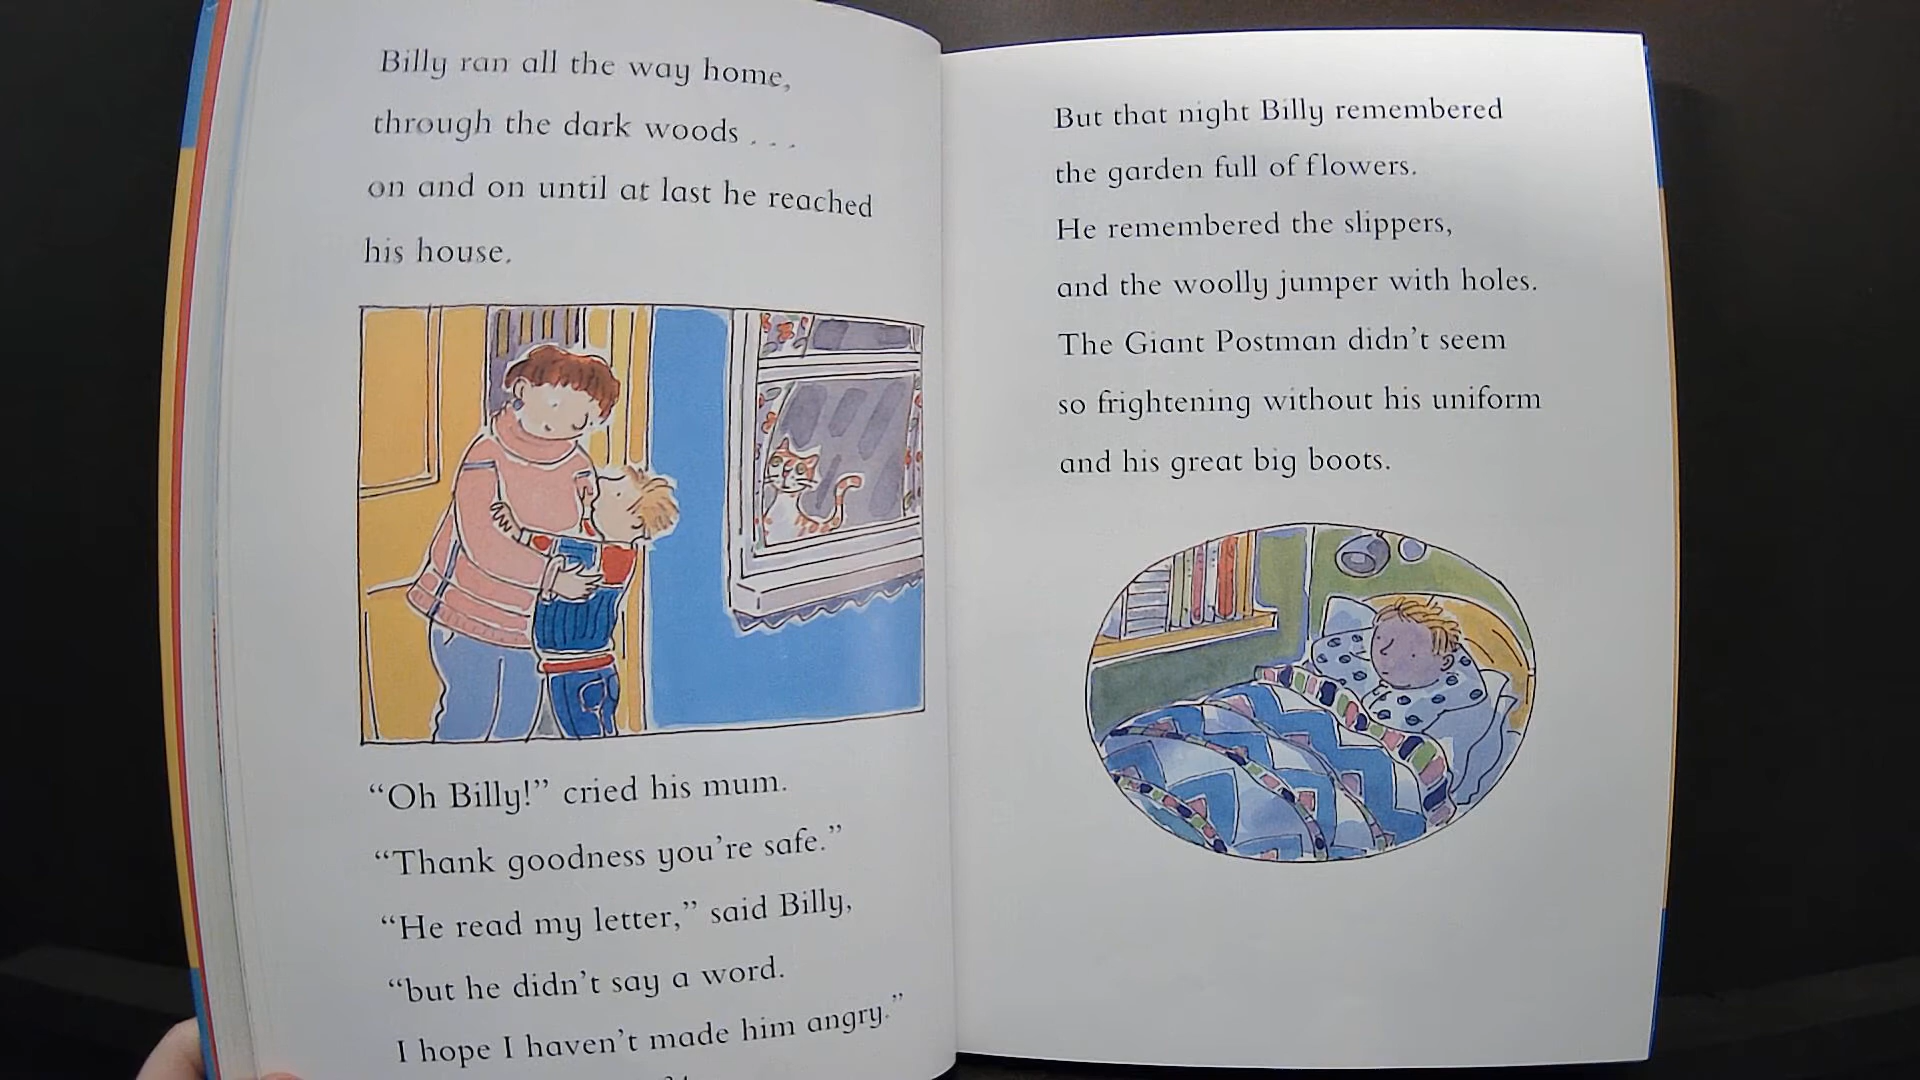 Billy ran all the way home,
through the dark woods . . .
on and on until at last he reached
his house.
“Oh Billy!” cried his mum.
“Thank goodness you’re safe.”
“He read my letter,” said Billy,
“but he didn’t say a word.
I hope I haven’t made him angry.”
But that night Billy remembered
the garden full of flowers.
He remembered the slippers,
and the woolly jumper with holes.
The Giant Postman didn’t seem
so frightening without his uniform
and his great big boots.